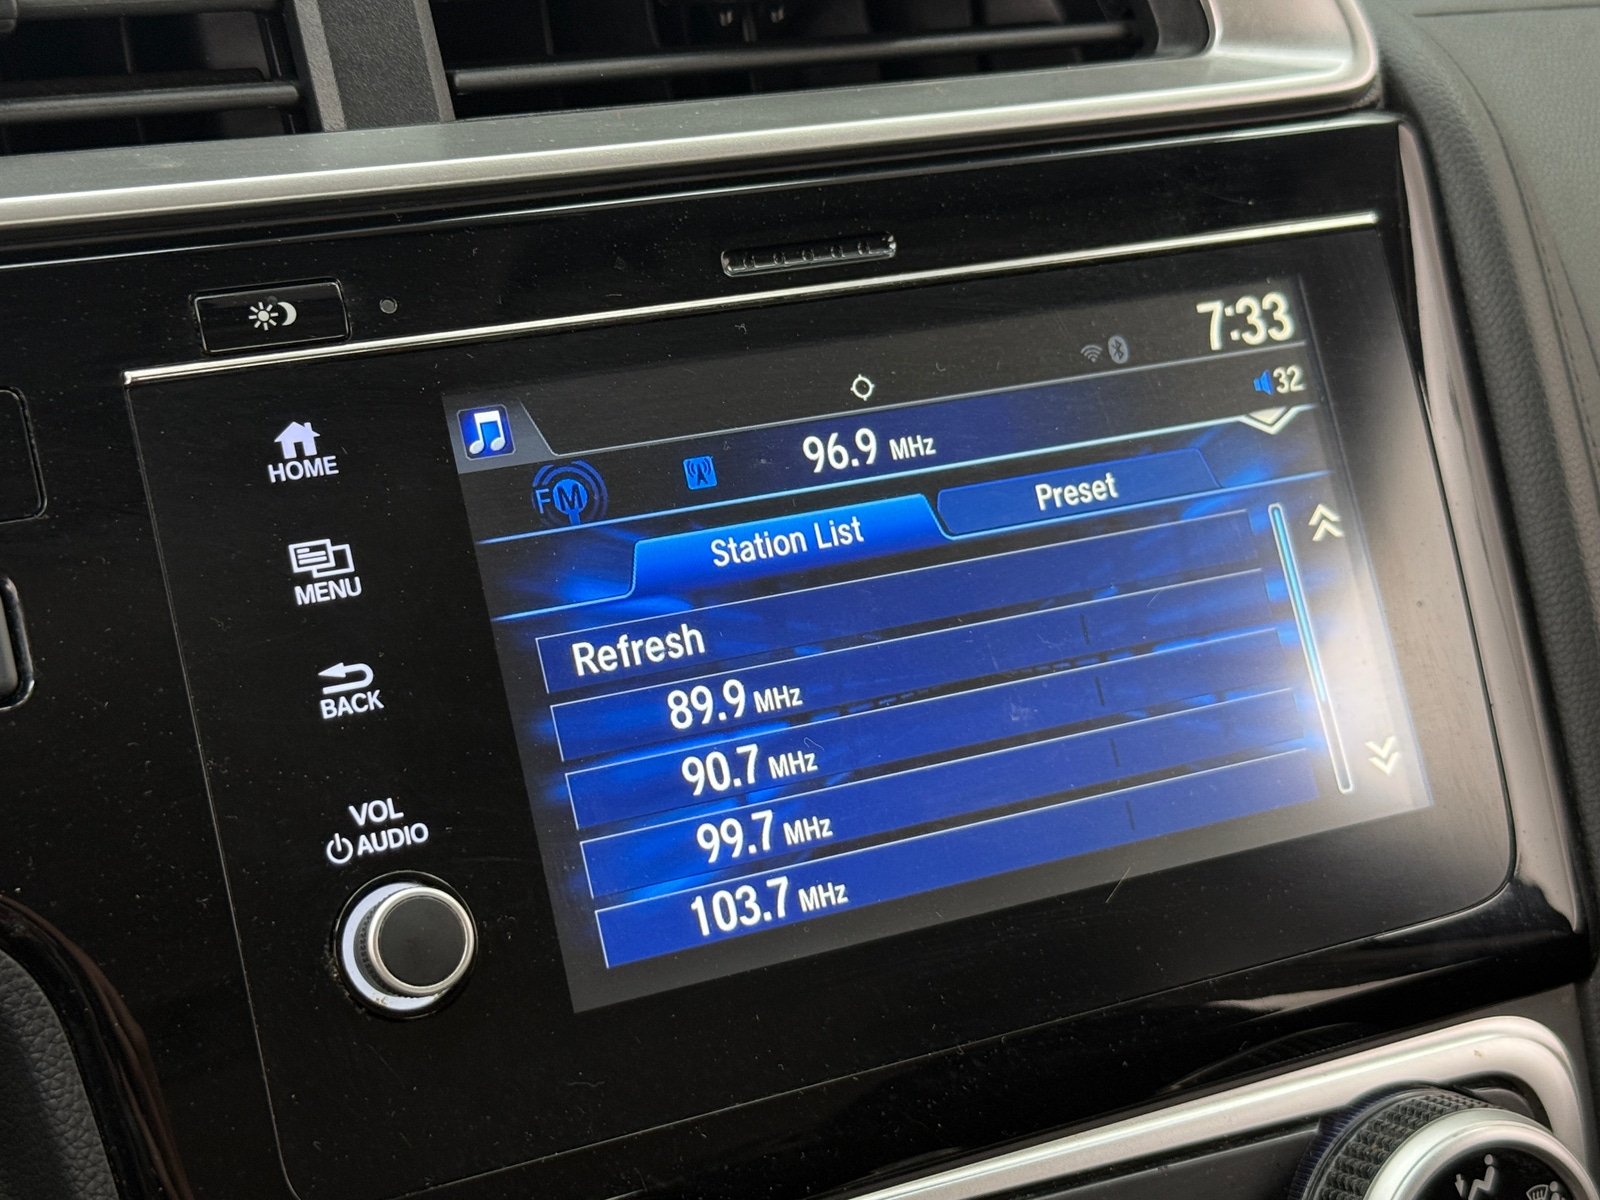 7:33
32
96.9 MHz
FM
Station List
Preset
Refresh
89.9 MHz
90.7 MHz
99.7 MHz
103.7 MHz
HOME
MENU
BACK
VOL
AUDIO